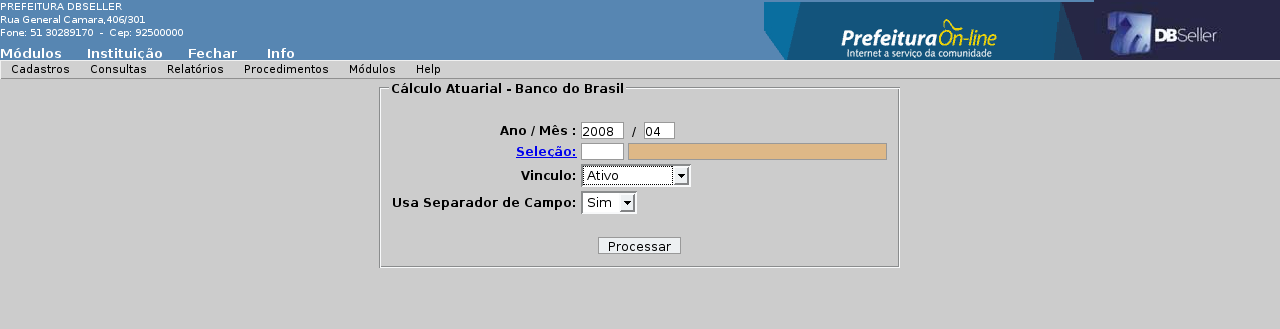 PREFEITURA DBSELLER
Rua General Camara,406/301
Fone: 51 30289170 - Cep: 92500000
Módulos Instituição Fechar Info
PrefeituraOn-line
Internet a serviço da comunidade
DBSeller
Cadastros Consultas Relatórios Procedimentos Módulos Help
Cálculo Atuarial - Banco do Brasil
Ano / Mês : 2008 / 04
Seleção:
Vinculo: Ativo
Usa Separador de Campo: Sim
Processar